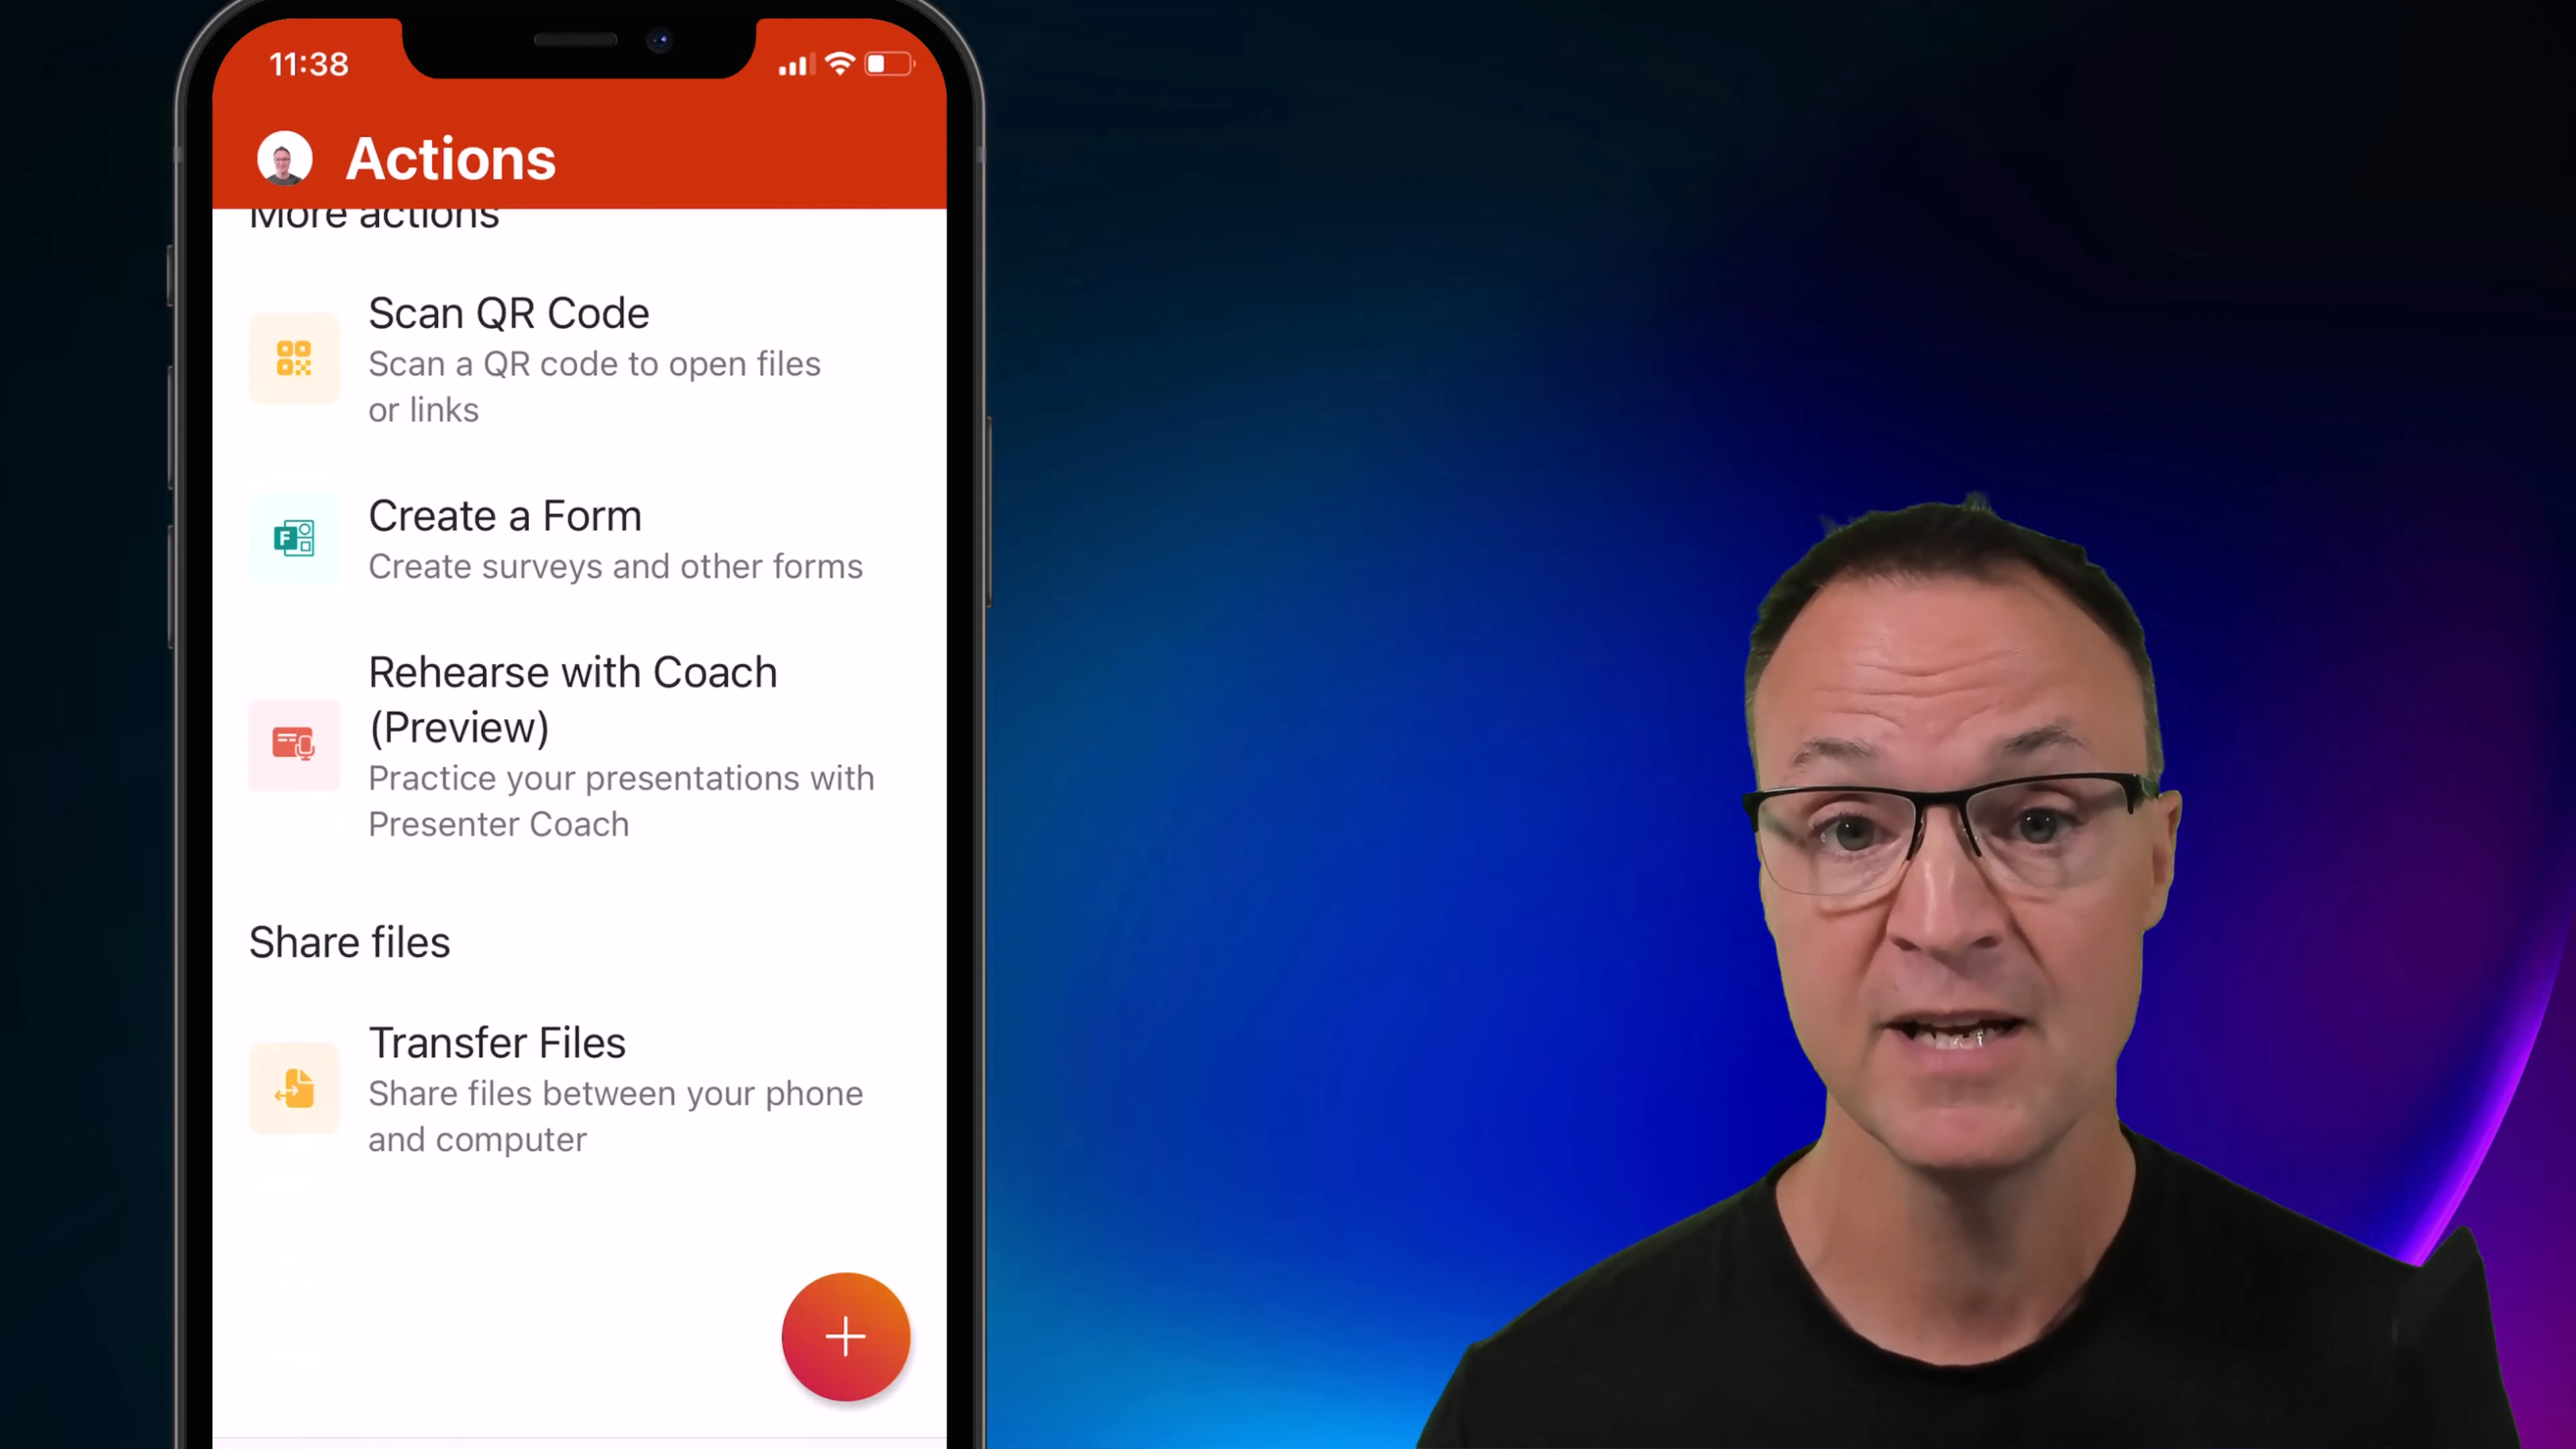 11:38
Actions
More actions
Scan QR Code
Scan a QR code to open files
or links
F
Create a Form
Create surveys and other forms
Rehearse with Coach
(Preview)
Practice your presentations with
Presenter Coach
Share files
Transfer Files
Share files between your phone
and computer